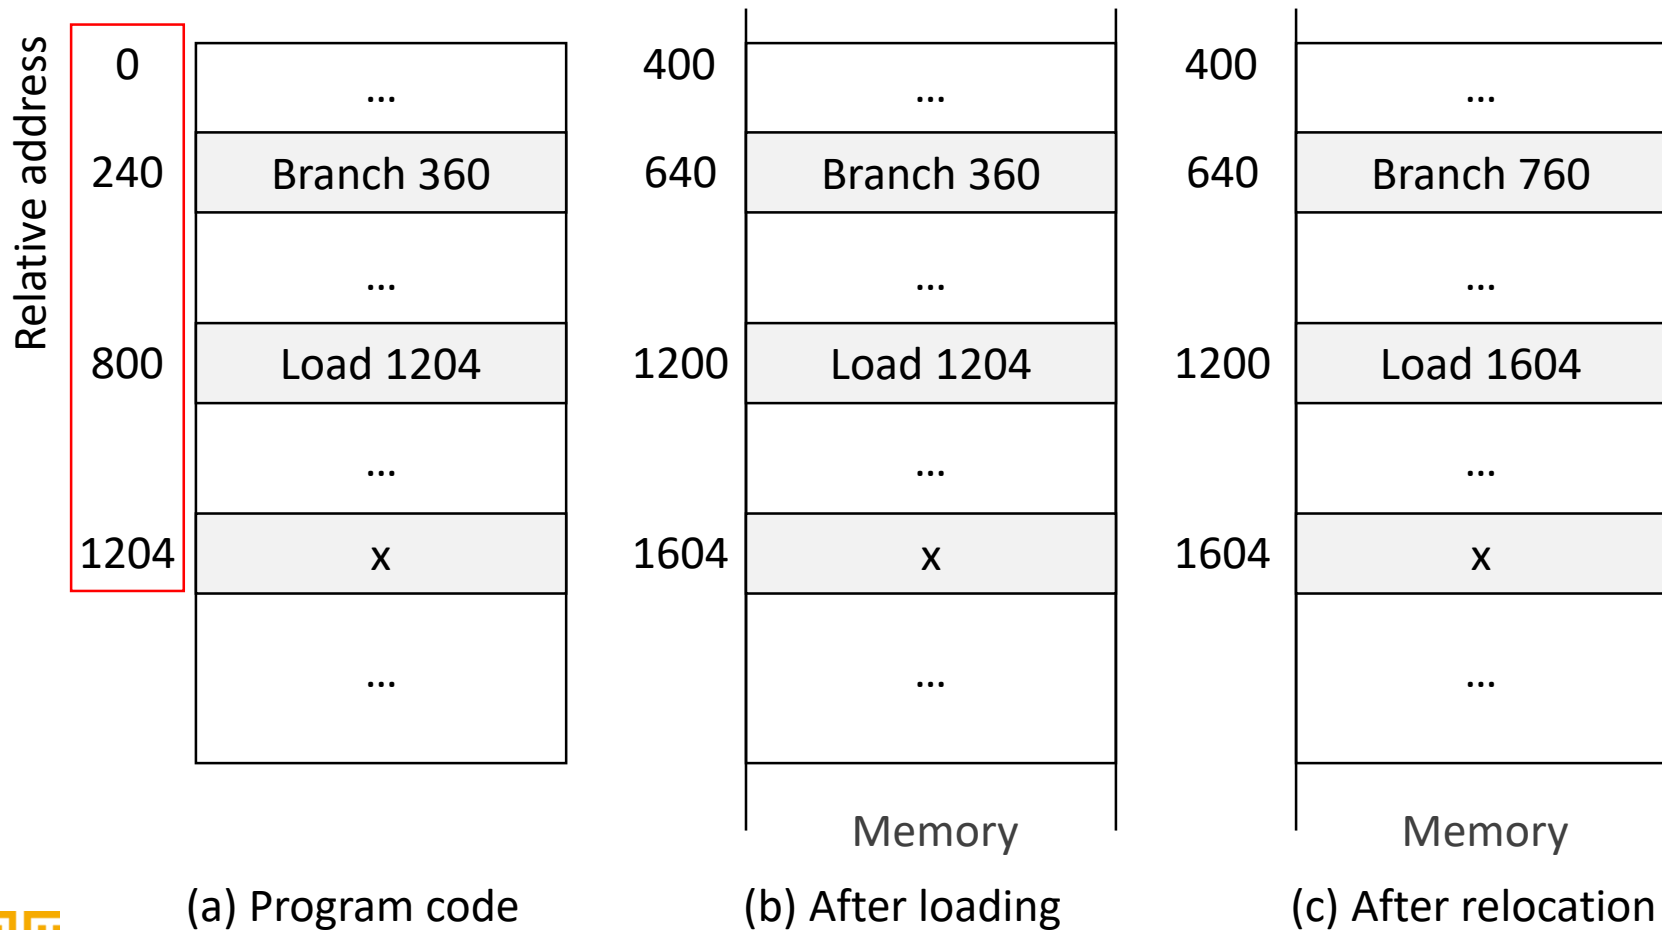 Relative address
0
...
400
...
400
...
240
Branch 360
640
Branch 360
640
Branch 760
...
...
...
800
Load 1204
1200
Load 1204
1200
Load 1604
...
...
...
1204
x
1604
x
1604
x
...
...
...
Memory
Memory
(a) Program code
(b) After loading
(c) After relocation